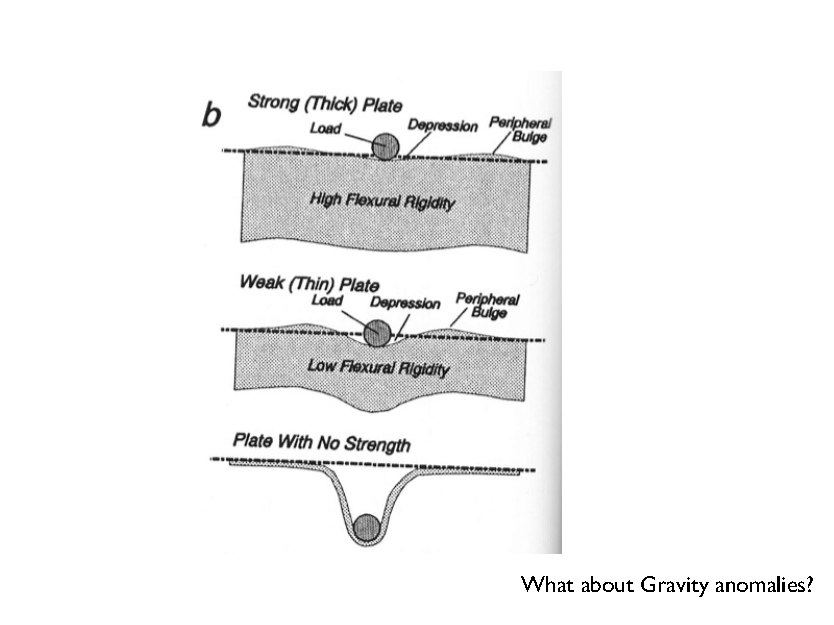 b
Strong (Thick) Plate
Load
Depression
Peripheral
Bulge
High Flexural Rigidity
Weak (Thin) Plate
Load
Depression
Peripheral
Bulge
Low Flexural Rigidity
Plate With No Strength
What about Gravity anomalies?